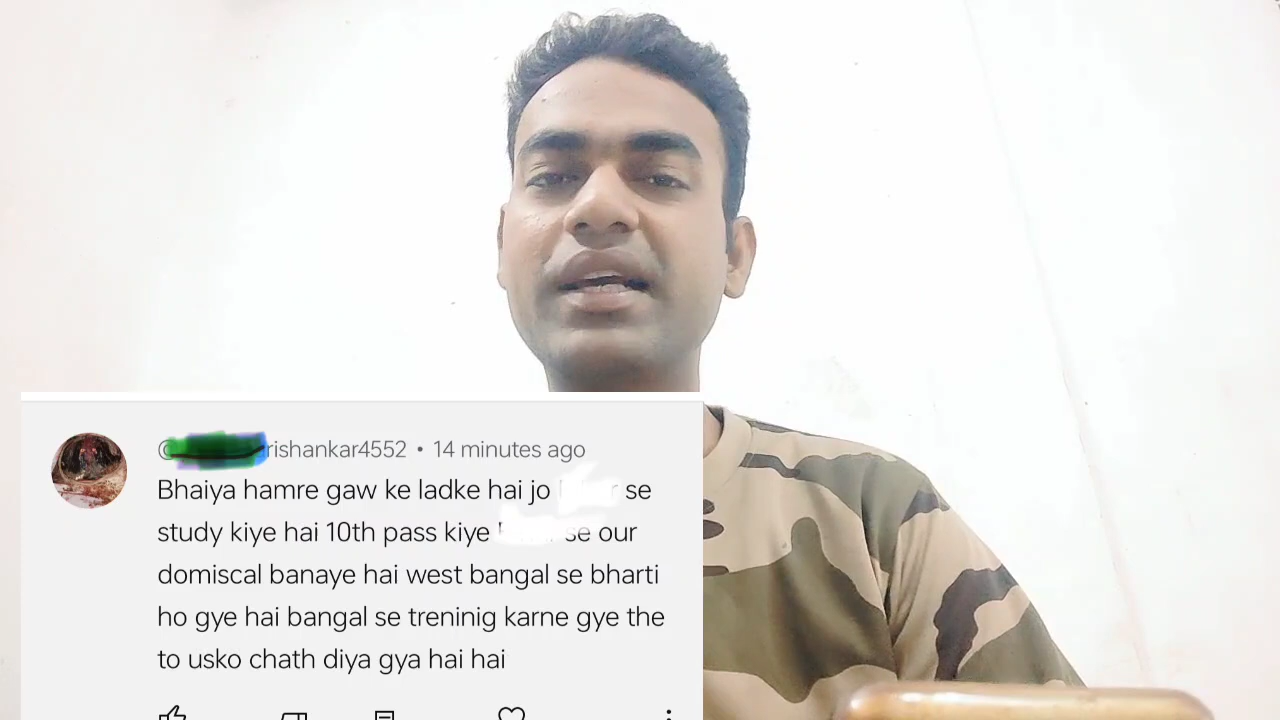 rishankar4552 • 14 minutes ago
Bhaiya hamre gaw ke ladke hai jo se
study kiye hai 10th pass kiye se our
domiscal banaye hai west bangal se bharti
ho gye hai bangal se treninig karne gye the
to usko chath diya gya hai hai